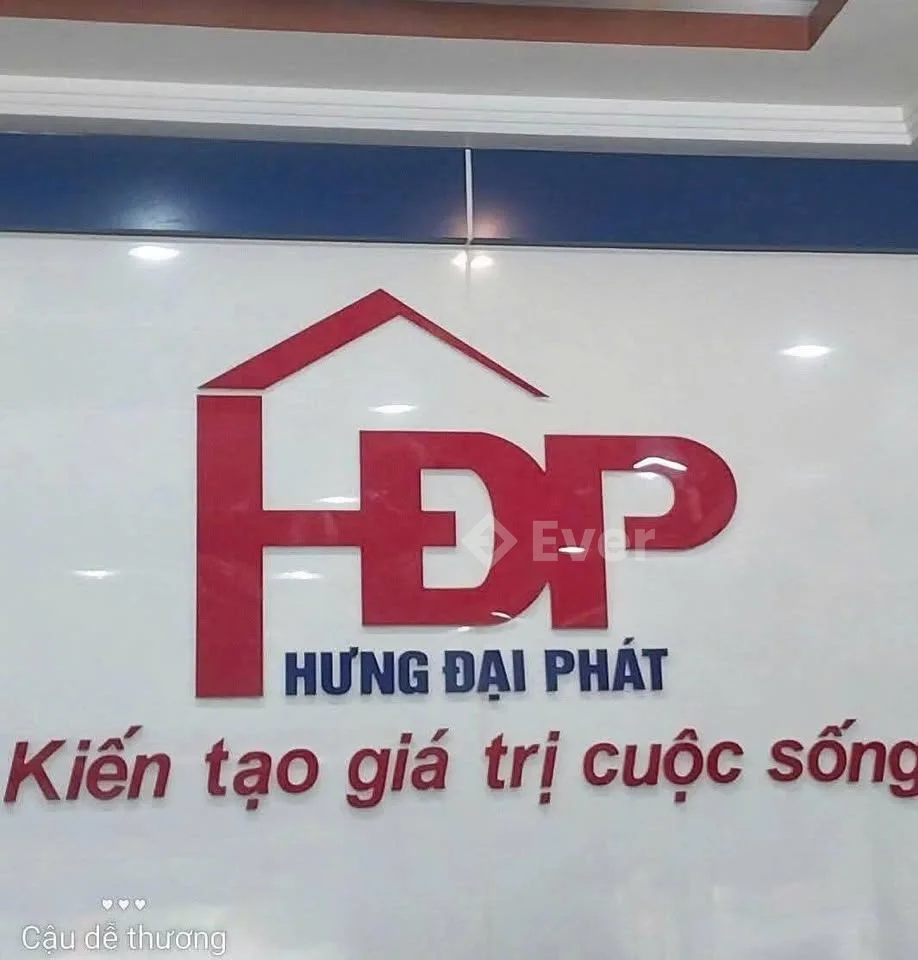 HĐP
Ever
HƯNG ĐẠI PHÁT
Kiến tạo giá trị cuộc sống
Cậu dễ thương